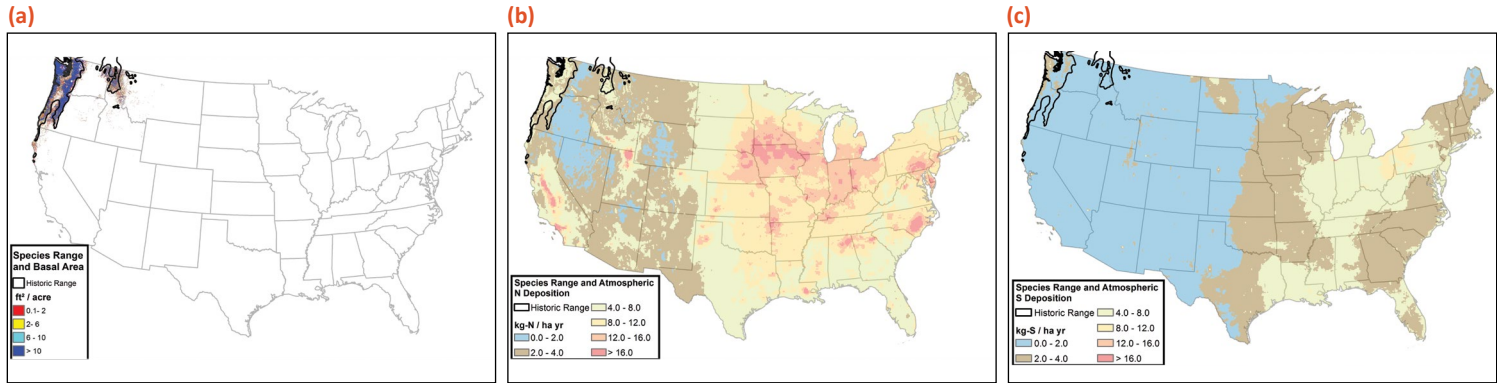 (a)
(b)
(c)
Species Range
and Basal Area
Historic Range
ft² / acre
0.1- 2
2- 6
6 - 10
> 10
Species Range and Atmospheric
N Deposition
Historic Range
kg-N / ha yr
0.0 - 2.0
2.0 - 4.0
4.0 - 8.0
8.0 - 12.0
12.0 - 16.0
> 16.0
Species Range and Atmospheric
S Deposition
Historic Range
kg-S / ha yr
0.0 - 2.0
2.0 - 4.0
4.0 - 8.0
8.0 - 12.0
12.0 - 16.0
> 16.0